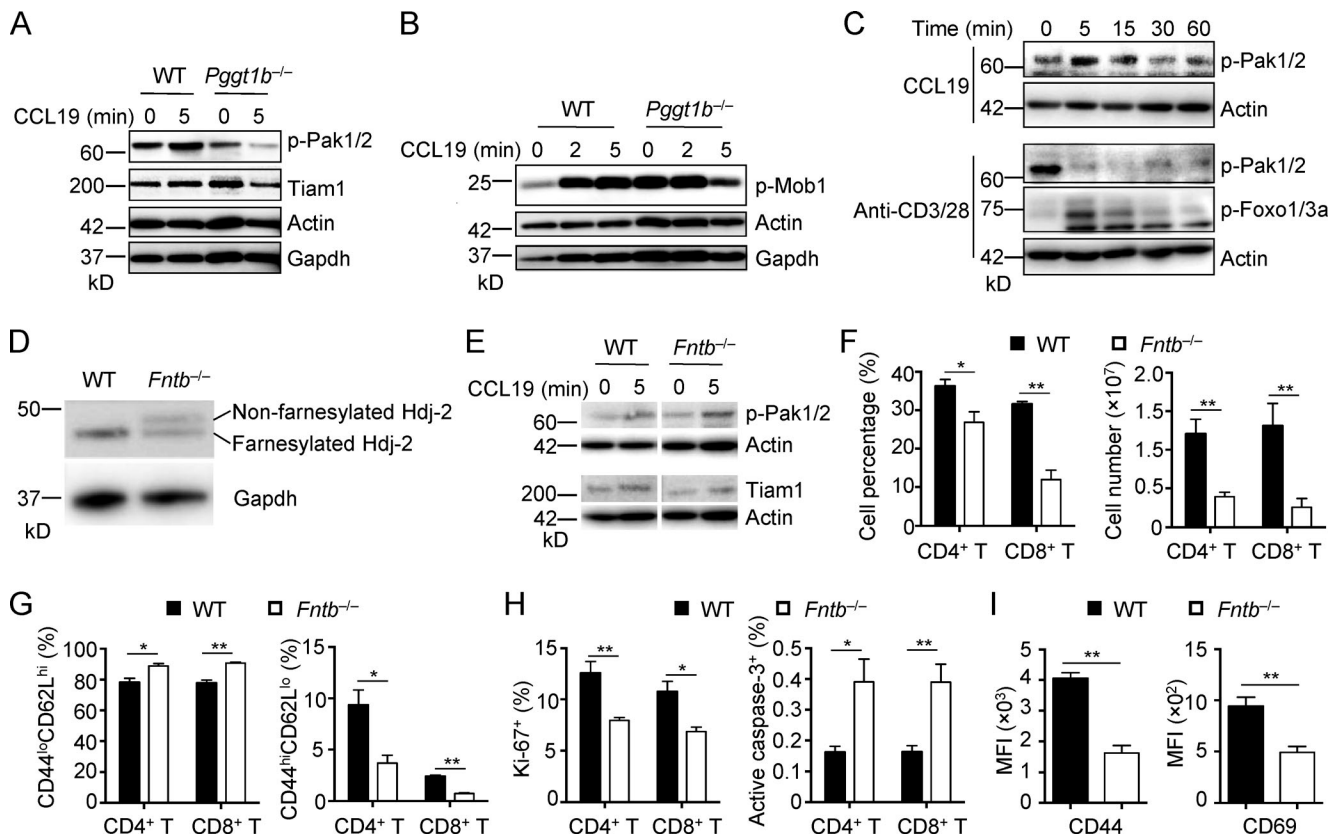 A
WT Pggt1b–/–
CCL19 (min) 0 5 0 5
60 p-Pak1/2
200 Tiam1
42 Actin
37 Gapdh
kD
B
WT Pggt1b–/–
CCL19 (min) 0 2 5 0 2 5
25 p-Mob1
42 Actin
37 Gapdh
kD
C
Time (min) 0 5 15 30 60
CCL19
60 p-Pak1/2
42 Actin
Anti-CD3/28
60 p-Pak1/2
75 p-Foxo1/3a
42 Actin
kD
D
WT Fntb–/–
50 Non-farnesylated Hdj-2
Farnesylated Hdj-2
37 Gapdh
kD
E
WT Fntb–/–
CCL19 (min) 0 5 0 5
60 p-Pak1/2
42 Actin
200 Tiam1
42 Actin
kD
F
WT Fntb–/–
Cell percentage (%)
40
30
20
10
0
* **
CD4+ T CD8+ T
Cell number (×10⁷)
1.5
1.2
0.5
0
** **
CD4+ T CD8+ T
G
WT Fntb–/–
CD44loCD62Lhi (%)
100
80
60
40
20
0
* **
CD4+ T CD8+ T
CD44hiCD62Llo (%)
15
10
5
0
* **
CD4+ T CD8+ T
H
WT Fntb–/–
Ki-67+ (%)
15
10
5
0
** *
CD4+ T CD8+ T
Active caspase-3+ (%)
0.5
0.4
0.3
0.2
0.1
0
* **
CD4+ T CD8+ T
I
WT Fntb–/–
MFI (×0³)
5
4
3
2
1
0
**
CD44
MFI (×0²)
15
10
5
0
**
CD69